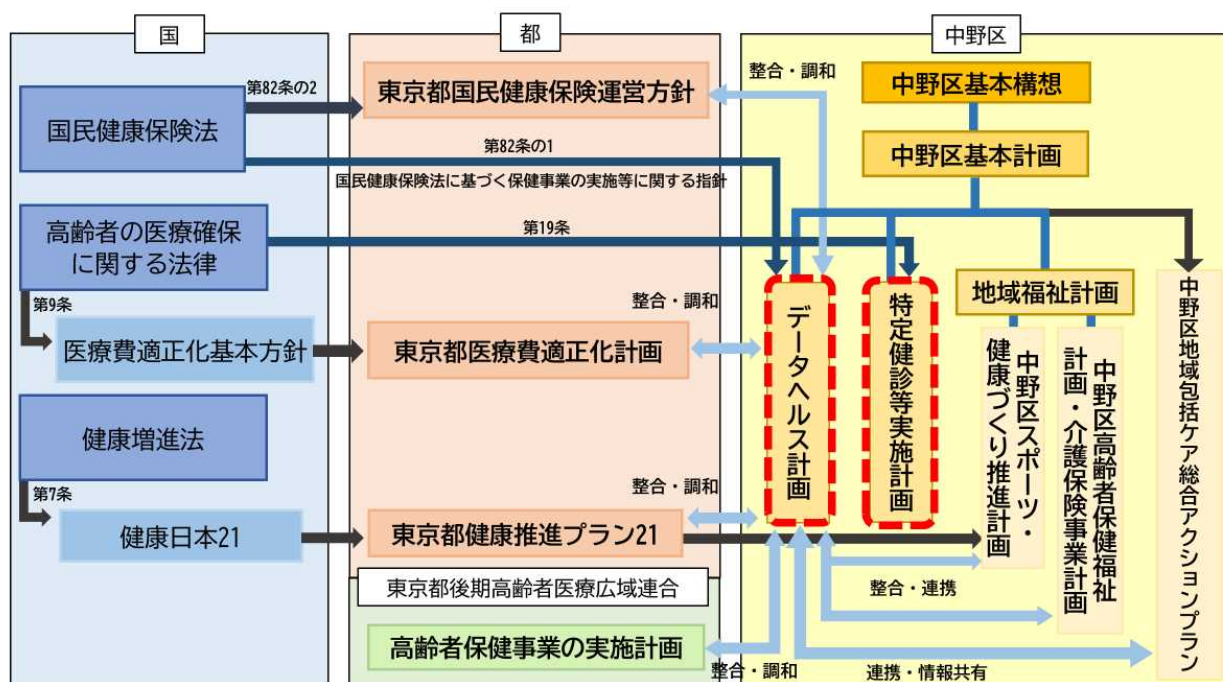 国
都
中野区
第82条の2
国民健康保険法
東京都国民健康保険運営方針
整合・調和
中野区基本構想
第82条の1
国民健康保険法に基づく保健事業の実施等に関する指針
中野区基本計画
高齢者の医療確保
に関する法律
第19条
第9条
医療費適正化基本方針
東京都医療費適正化計画
整合・調和
データヘルス計画
特定健診等実施計画
地域福祉計画
中野区スポーツ・
健康づくり推進計画
中野区高齢者保健福祉
計画・介護保険事業計画
中野区地域包括ケア総合アクションプラン
健康増進法
第7条
健康日本21
整合・調和
東京都健康推進プラン21
東京都後期高齢者医療広域連合
整合・連携
高齢者保健事業の実施計画
整合・調和
連携・情報共有